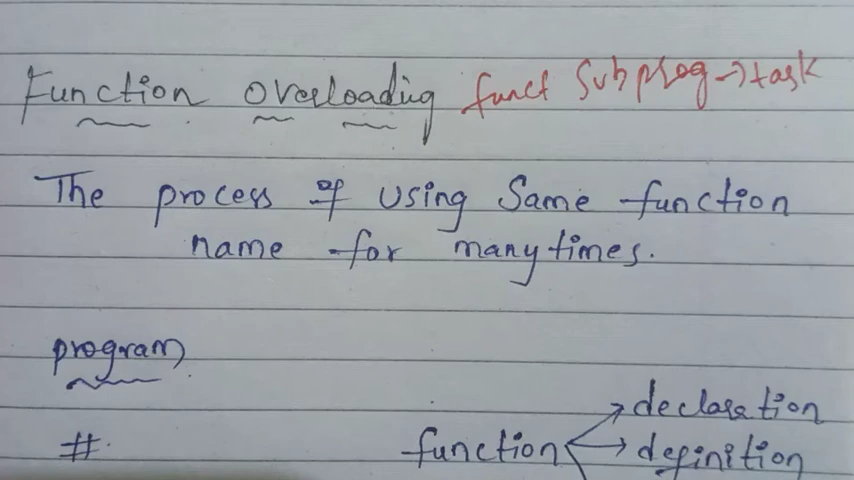 Function Overloading funct Subprog→task
The process of using Same function
name for many times.
program
→ declaration
# function → definition